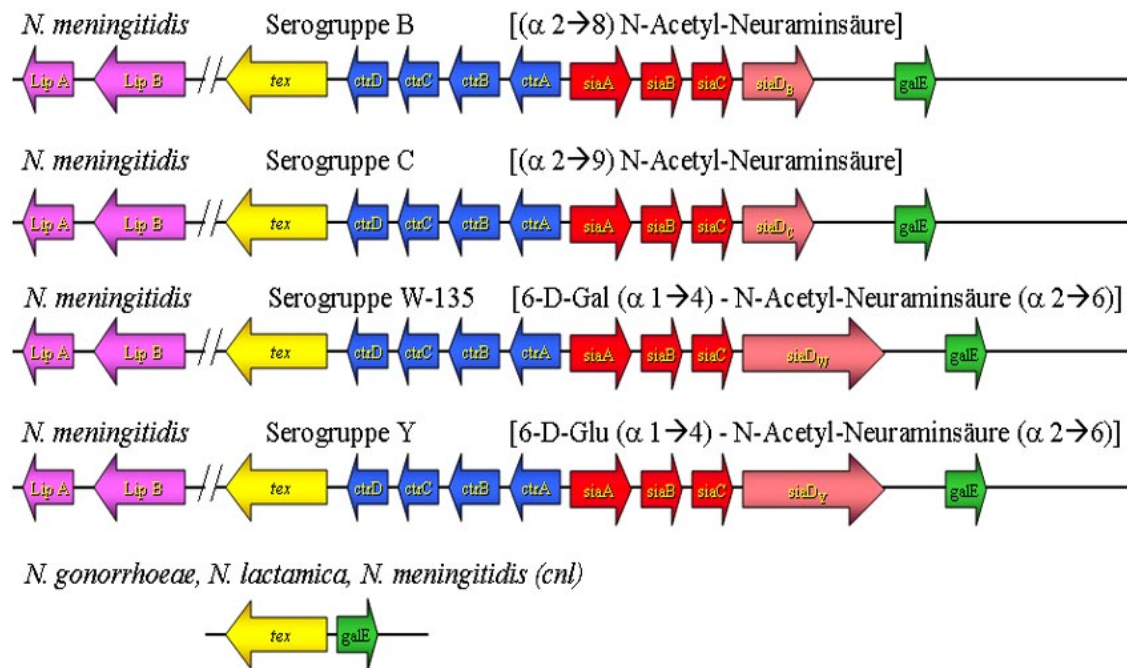 N. meningitidis Serogruppe B [(α 2→8) N-Acetyl-Neuraminsäure]
Lip A Lip B // tex ctrD ctrC ctrB ctrA siaA siaB siaC siaD_B galE
N. meningitidis Serogruppe C [(α 2→9) N-Acetyl-Neuraminsäure]
Lip A Lip B // tex ctrD ctrC ctrB ctrA siaA siaB siaC siaD_C galE
N. meningitidis Serogruppe W-135 [6-D-Gal (α 1→4) - N-Acetyl-Neuraminsäure (α 2→6)]
Lip A Lip B // tex ctrD ctrC ctrB ctrA siaA siaB siaC siaD_W galE
N. meningitidis Serogruppe Y [6-D-Glu (α 1→4) - N-Acetyl-Neuraminsäure (α 2→6)]
Lip A Lip B // tex ctrD ctrC ctrB ctrA siaA siaB siaC siaD_Y galE
N. gonorrhoeae, N. lactamica, N. meningitidis (cnl)
tex galE